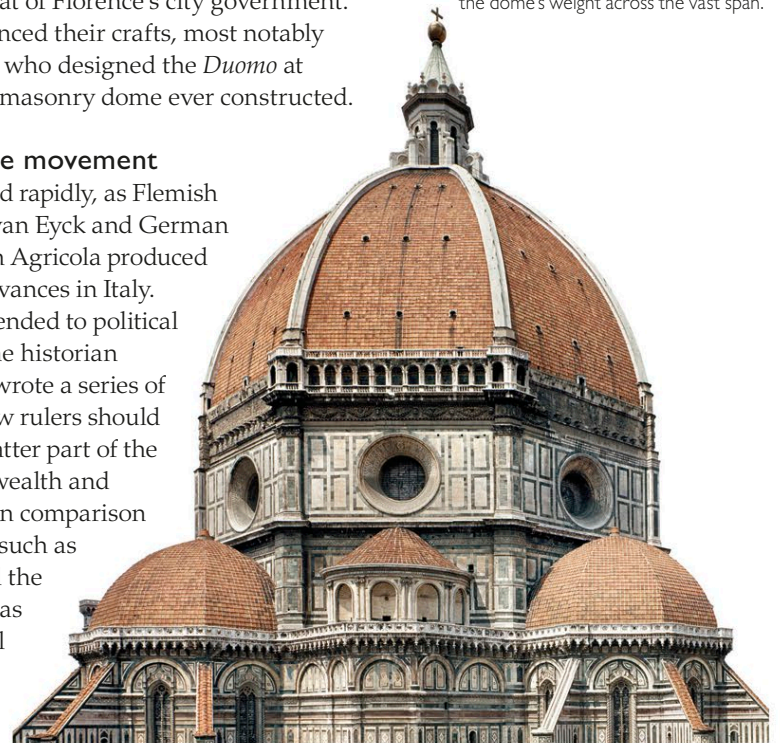 at of Florence's city government.
nced their crafts, most notably
who designed the Duomo at
masonry dome ever constructed.
e movement
d rapidly, as Flemish
van Eyck and German
n Agricola produced
vances in Italy.
ended to political
e historian
wrote a series of
w rulers should
atter part of the
wealth and
n comparison
such as
the
as
l
the dome's weight across the vast span.